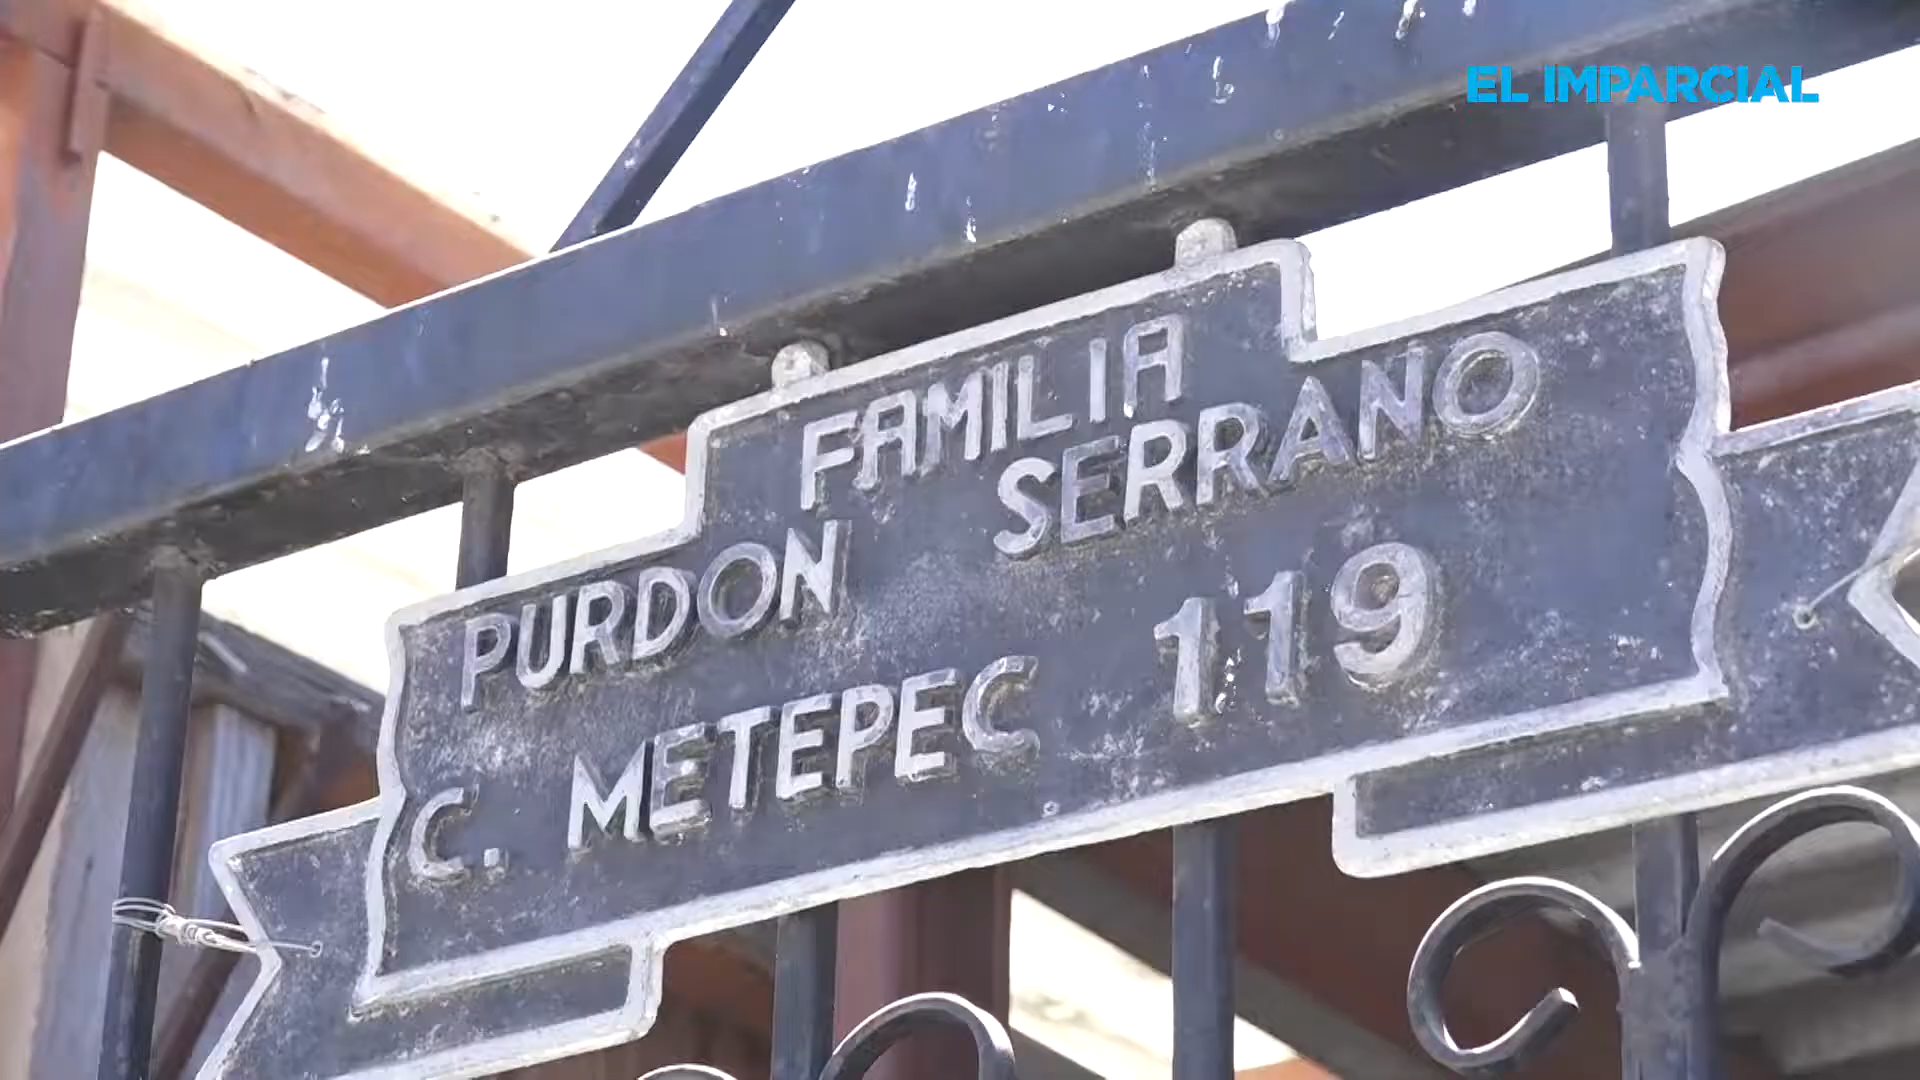 EL IMPARCIAL
FAMILIA
PURDON SERRANO
C. METEPEC 119